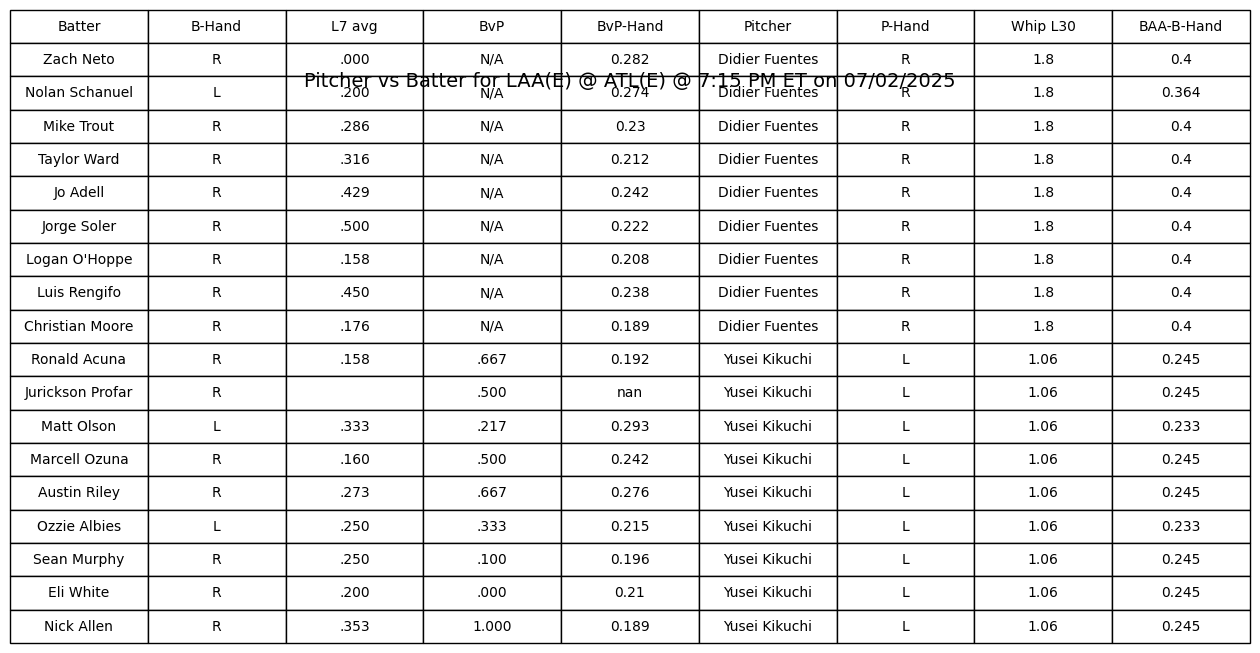 Batter B-Hand L7 avg BvP BvP-Hand Pitcher P-Hand Whip L30 BAA-B-Hand
Zach Neto R .000 N/A 0.282 Didier Fuentes R 1.8 0.4
Pitcher vs Batter for LAA(E) @ ATL(E) @ 7:15 PM ET on 07/02/2025
Nolan Schanuel L .200 N/A 0.274 Didier Fuentes R 1.8 0.364
Mike Trout R .286 N/A 0.23 Didier Fuentes R 1.8 0.4
Taylor Ward R .316 N/A 0.212 Didier Fuentes R 1.8 0.4
Jo Adell R .429 N/A 0.242 Didier Fuentes R 1.8 0.4
Jorge Soler R .500 N/A 0.222 Didier Fuentes R 1.8 0.4
Logan O'Hoppe R .158 N/A 0.208 Didier Fuentes R 1.8 0.4
Luis Rengifo R .450 N/A 0.238 Didier Fuentes R 1.8 0.4
Christian Moore R .176 N/A 0.189 Didier Fuentes R 1.8 0.4
Ronald Acuna R .158 .667 0.192 Yusei Kikuchi L 1.06 0.245
Jurickson Profar R .500 nan Yusei Kikuchi L 1.06 0.245
Matt Olson L .333 .217 0.293 Yusei Kikuchi L 1.06 0.233
Marcell Ozuna R .160 .500 0.242 Yusei Kikuchi L 1.06 0.245
Austin Riley R .273 .667 0.276 Yusei Kikuchi L 1.06 0.245
Ozzie Albies L .250 .333 0.215 Yusei Kikuchi L 1.06 0.233
Sean Murphy R .250 .100 0.196 Yusei Kikuchi L 1.06 0.245
Eli White R .200 .000 0.21 Yusei Kikuchi L 1.06 0.245
Nick Allen R .353 1.000 0.189 Yusei Kikuchi L 1.06 0.245